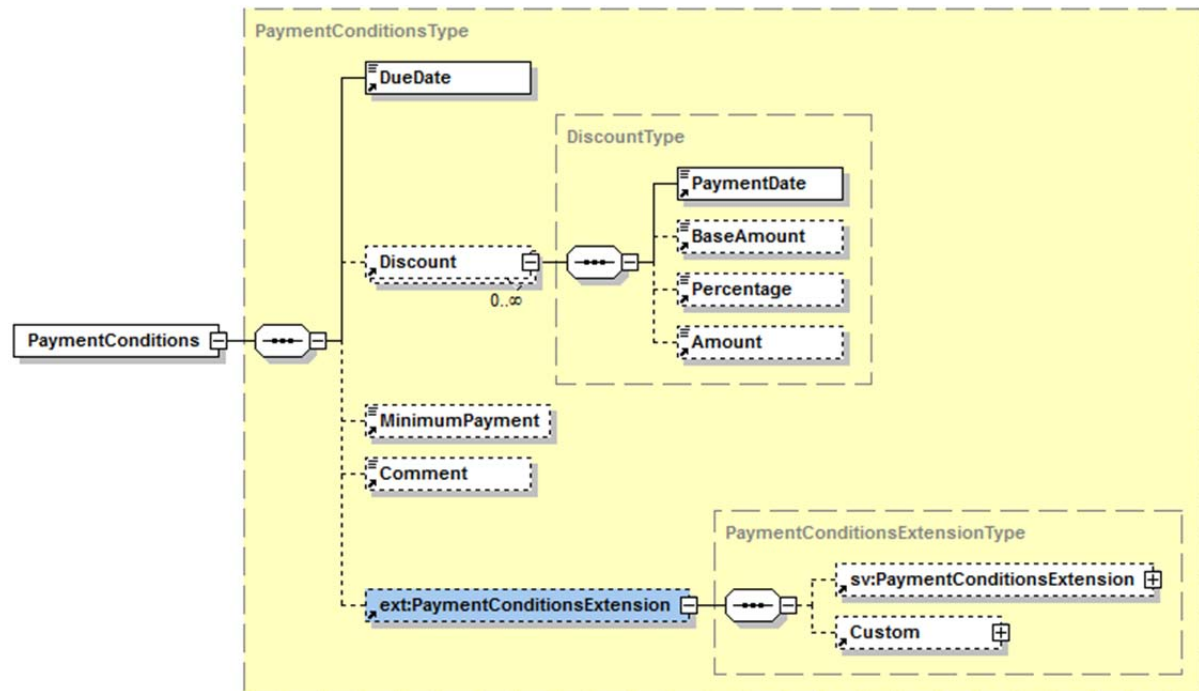 PaymentConditionsType
DueDate
DiscountType
PaymentDate
BaseAmount
Discount
Percentage
0..∞
Amount
PaymentConditions
MinimumPayment
Comment
PaymentConditionsExtensionType
sv:PaymentConditionsExtension
ext:PaymentConditionsExtension
Custom